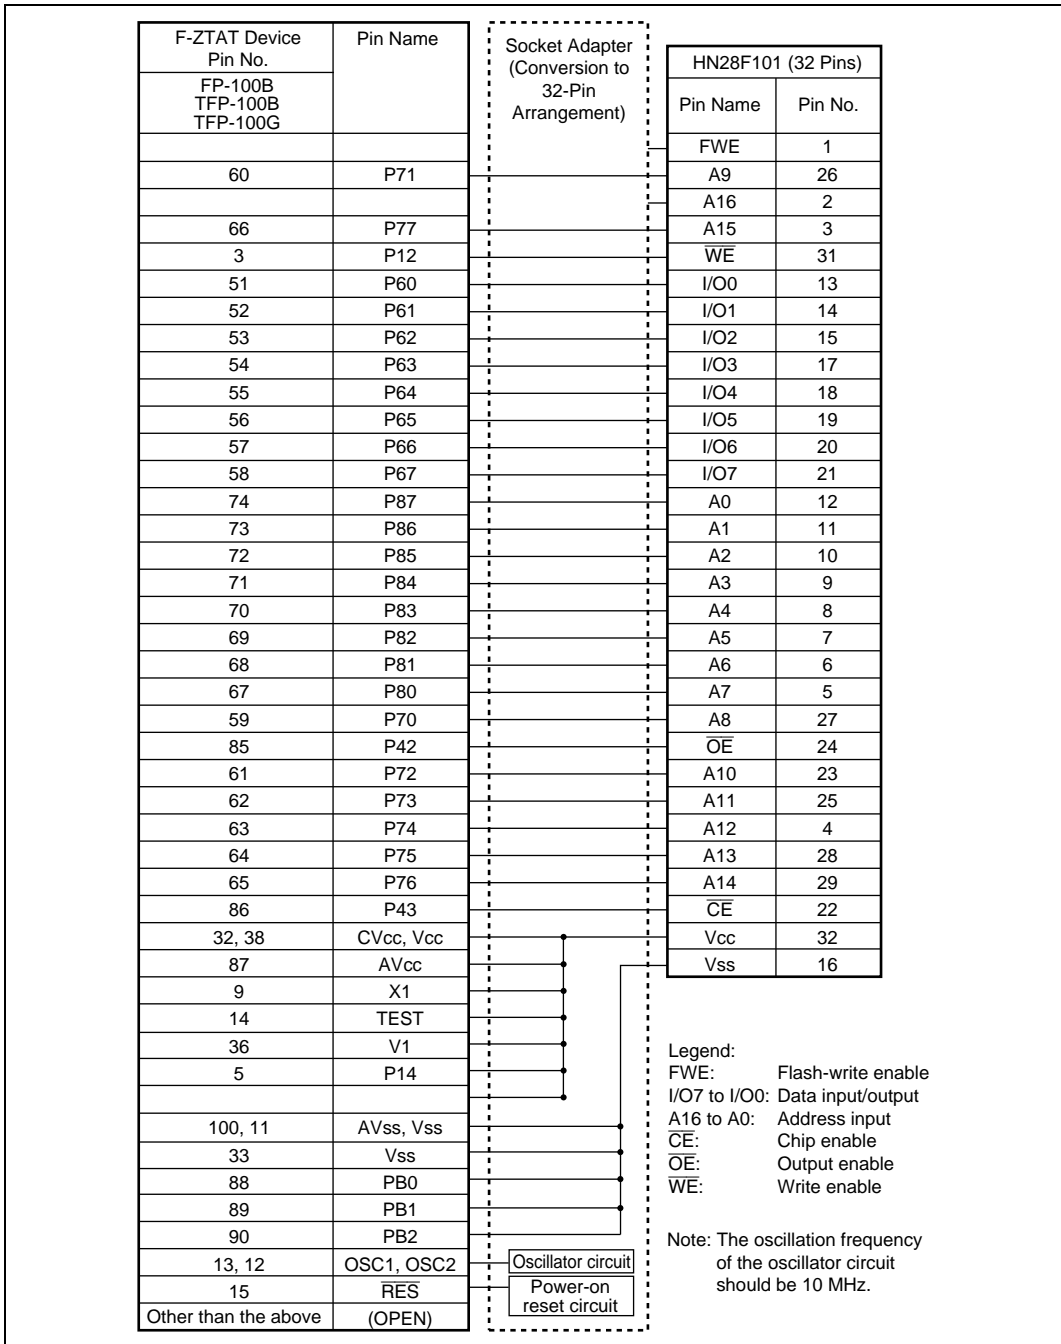 F-ZTAT Device
Pin No.
Pin Name
FP-100B
TFP-100B
TFP-100G
60 P71
66 P77
3 P12
51 P60
52 P61
53 P62
54 P63
55 P64
56 P65
57 P66
58 P67
74 P87
73 P86
72 P85
71 P84
70 P83
69 P82
68 P81
67 P80
59 P70
85 P42
61 P72
62 P73
63 P74
64 P75
65 P76
86 P43
32, 38 CVcc, Vcc
87 AVcc
9 X1
14 TEST
36 V1
5 P14
100, 11 AVss, Vss
33 Vss
88 PB0
89 PB1
90 PB2
13, 12 OSC1, OSC2
15 R̅E̅S̅
Other than the above (OPEN)
Socket Adapter
(Conversion to
32-Pin
Arrangement)
Oscillator circuit
Power-on
reset circuit
HN28F101 (32 Pins)
Pin Name Pin No.
FWE 1
A9 26
A16 2
A15 3
W̅E̅ 31
I/O0 13
I/O1 14
I/O2 15
I/O3 17
I/O4 18
I/O5 19
I/O6 20
I/O7 21
A0 12
A1 11
A2 10
A3 9
A4 8
A5 7
A6 6
A7 5
A8 27
O̅E̅ 24
A10 23
A11 25
A12 4
A13 28
A14 29
C̅E̅ 22
Vcc 32
Vss 16
Legend:
FWE: Flash-write enable
I/O7 to I/O0: Data input/output
A16 to A0: Address input
C̅E̅: Chip enable
O̅E̅: Output enable
W̅E̅: Write enable
Note: The oscillation frequency
of the oscillator circuit
should be 10 MHz.